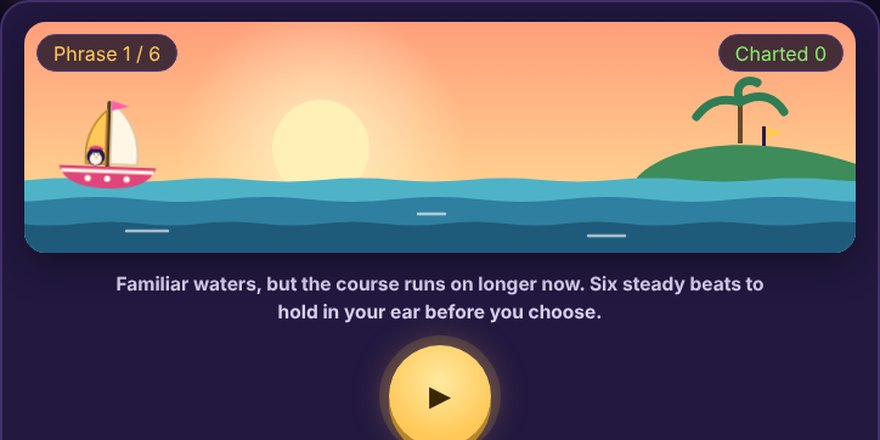 Phrase 1 / 6
Charted 0
Familiar waters, but the course runs on longer now. Six steady beats to
hold in your ear before you choose.